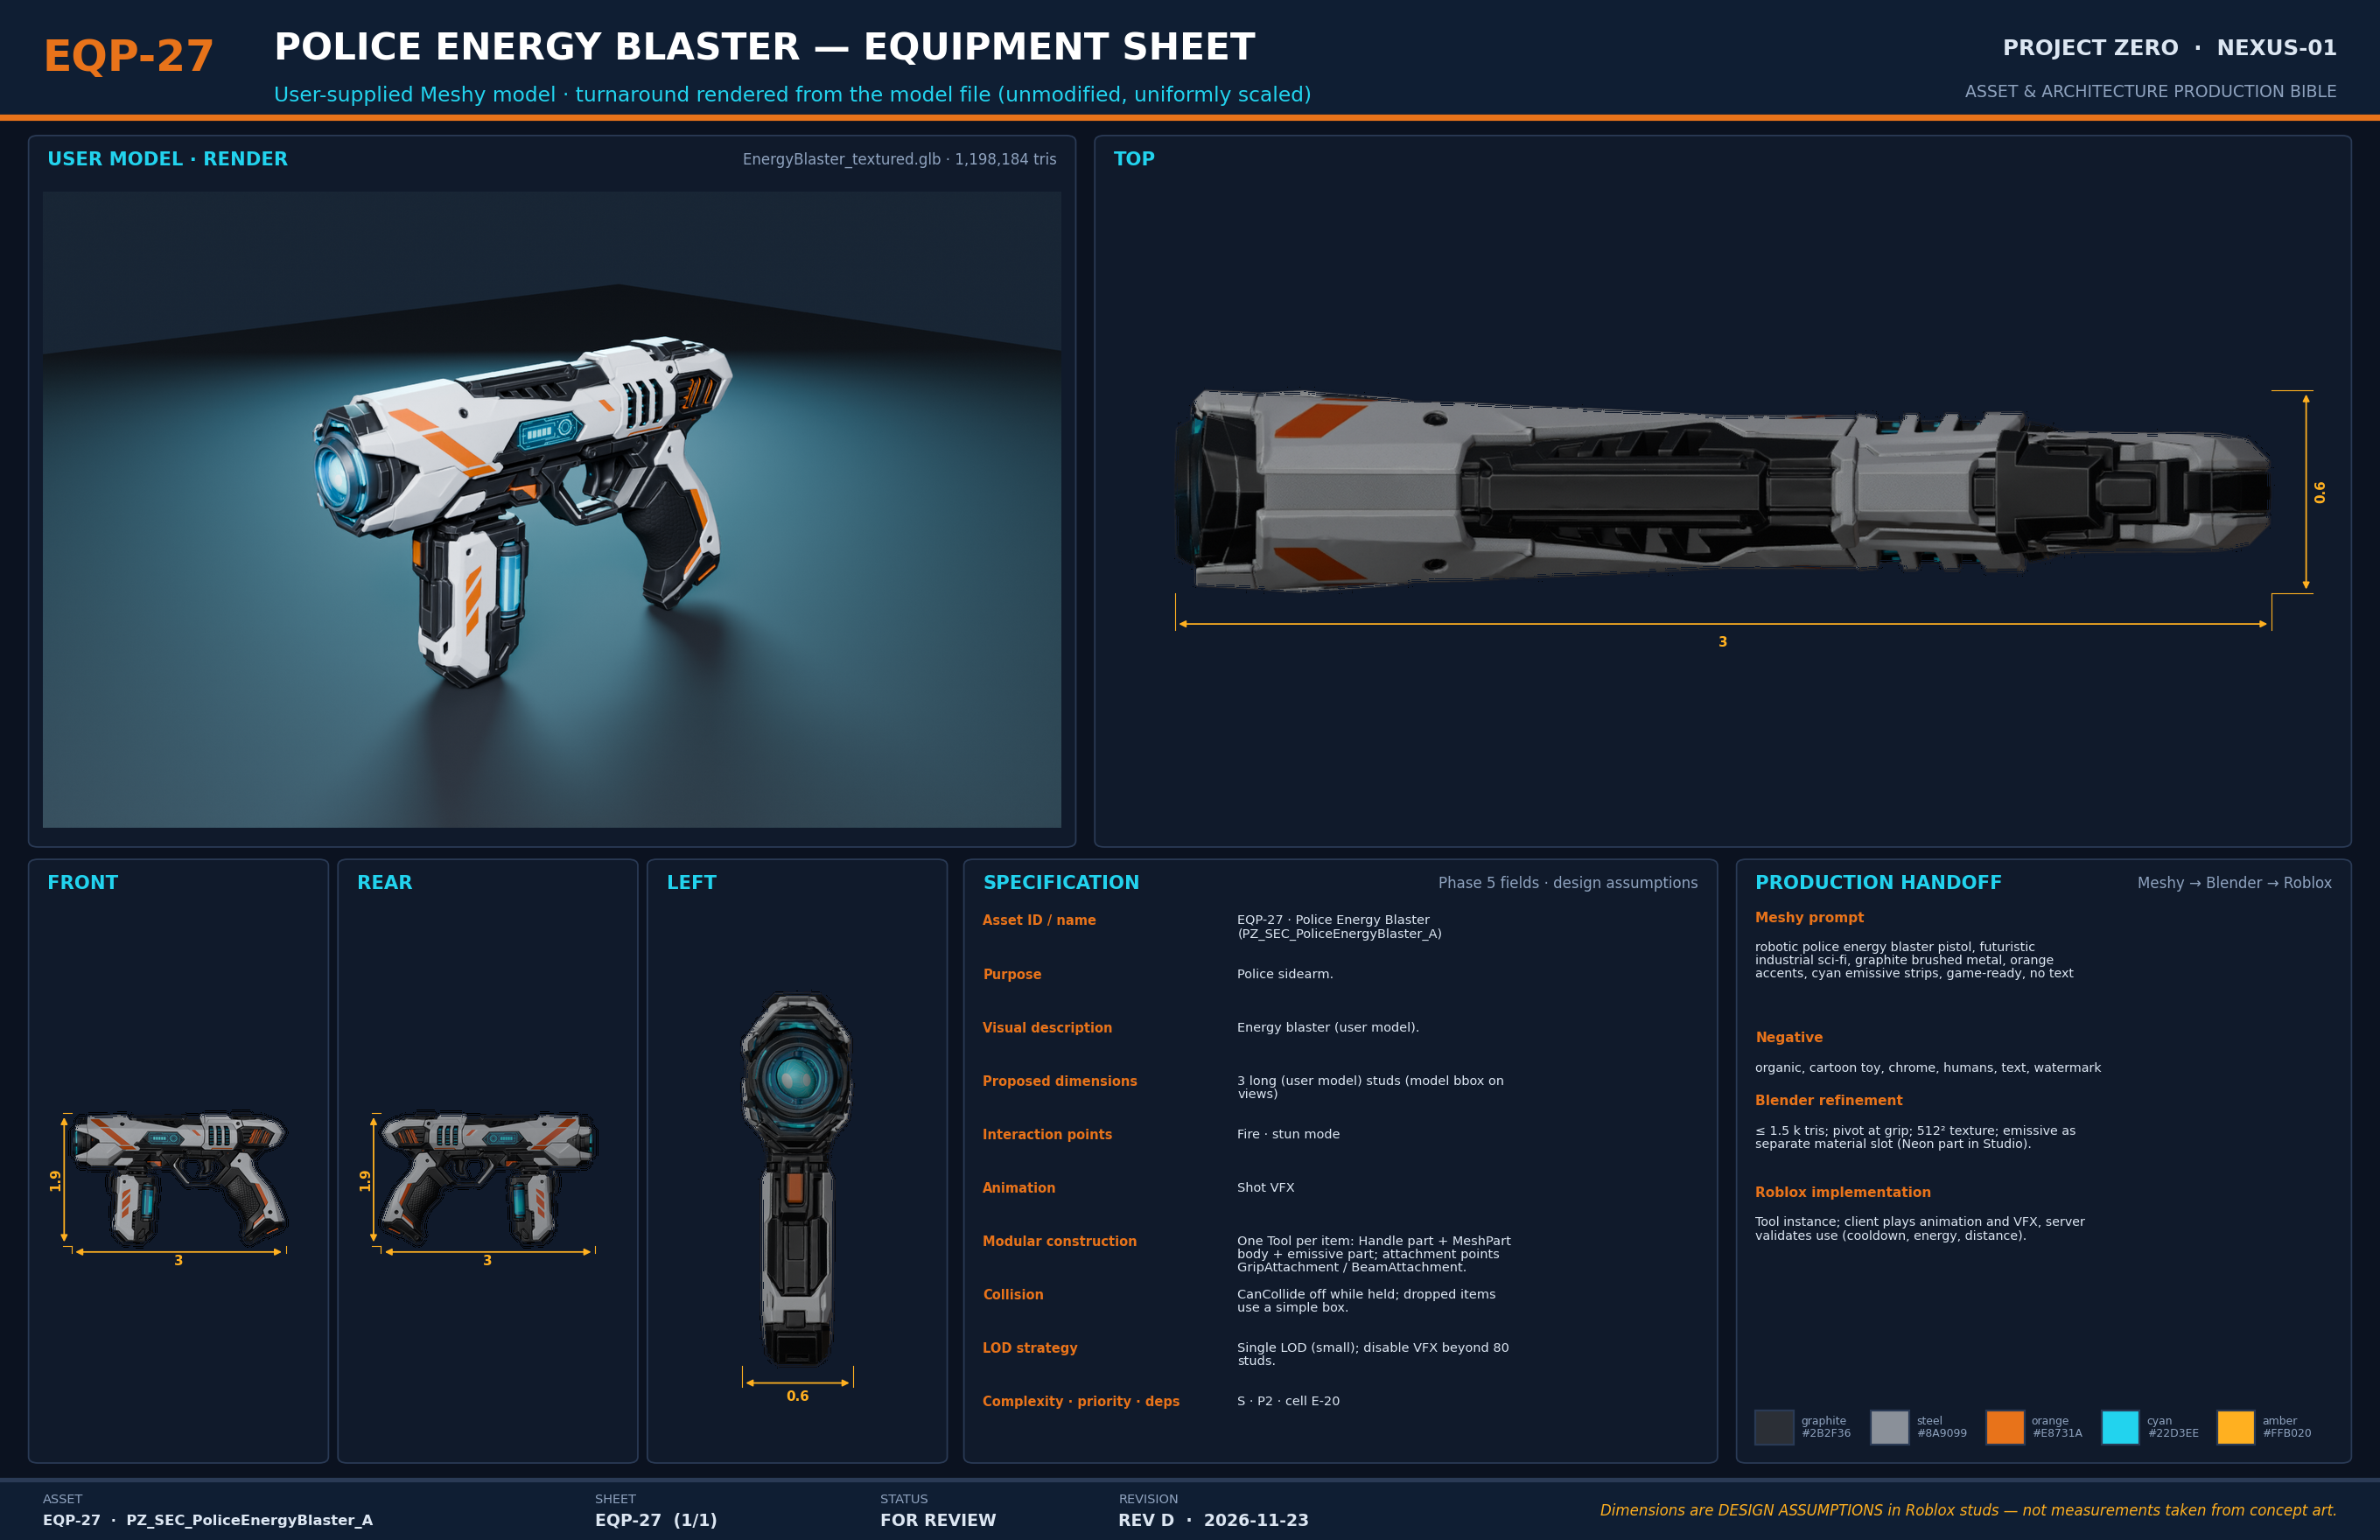 EQP-27
POLICE ENERGY BLASTER — EQUIPMENT SHEET
User-supplied Meshy model · turnaround rendered from the model file (unmodified, uniformly scaled)
PROJECT ZERO · NEXUS-01
ASSET & ARCHITECTURE PRODUCTION BIBLE
USER MODEL · RENDER
EnergyBlaster_textured.glb · 1,198,184 tris
TOP
0.6
3
FRONT
1.9
3
REAR
1.9
3
LEFT
0.6
SPECIFICATION
Phase 5 fields · design assumptions
Asset ID / name
EQP-27 · Police Energy Blaster
(PZ_SEC_PoliceEnergyBlaster_A)
Purpose
Police sidearm.
Visual description
Energy blaster (user model).
Proposed dimensions
3 long (user model) studs (model bbox on
views)
Interaction points
Fire · stun mode
Animation
Shot VFX
Modular construction
One Tool per item: Handle part + MeshPart
body + emissive part; attachment points
GripAttachment / BeamAttachment.
Collision
CanCollide off while held; dropped items
use a simple box.
LOD strategy
Single LOD (small); disable VFX beyond 80
studs.
Complexity · priority · deps
S · P2 · cell E-20
PRODUCTION HANDOFF
Meshy → Blender → Roblox
Meshy prompt
robotic police energy blaster pistol, futuristic
industrial sci-fi, graphite brushed metal, orange
accents, cyan emissive strips, game-ready, no text
Negative
organic, cartoon toy, chrome, humans, text, watermark
Blender refinement
≤ 1.5 k tris; pivot at grip; 512² texture; emissive as
separate material slot (Neon part in Studio).
Roblox implementation
Tool instance; client plays animation and VFX, server
validates use (cooldown, energy, distance).
graphite
#2B2F36
steel
#8A9099
orange
#E8731A
cyan
#22D3EE
amber
#FFB020
ASSET
EQP-27 · PZ_SEC_PoliceEnergyBlaster_A
SHEET
EQP-27 (1/1)
STATUS
FOR REVIEW
REVISION
REV D · 2026-11-23
Dimensions are DESIGN ASSUMPTIONS in Roblox studs — not measurements taken from concept art.